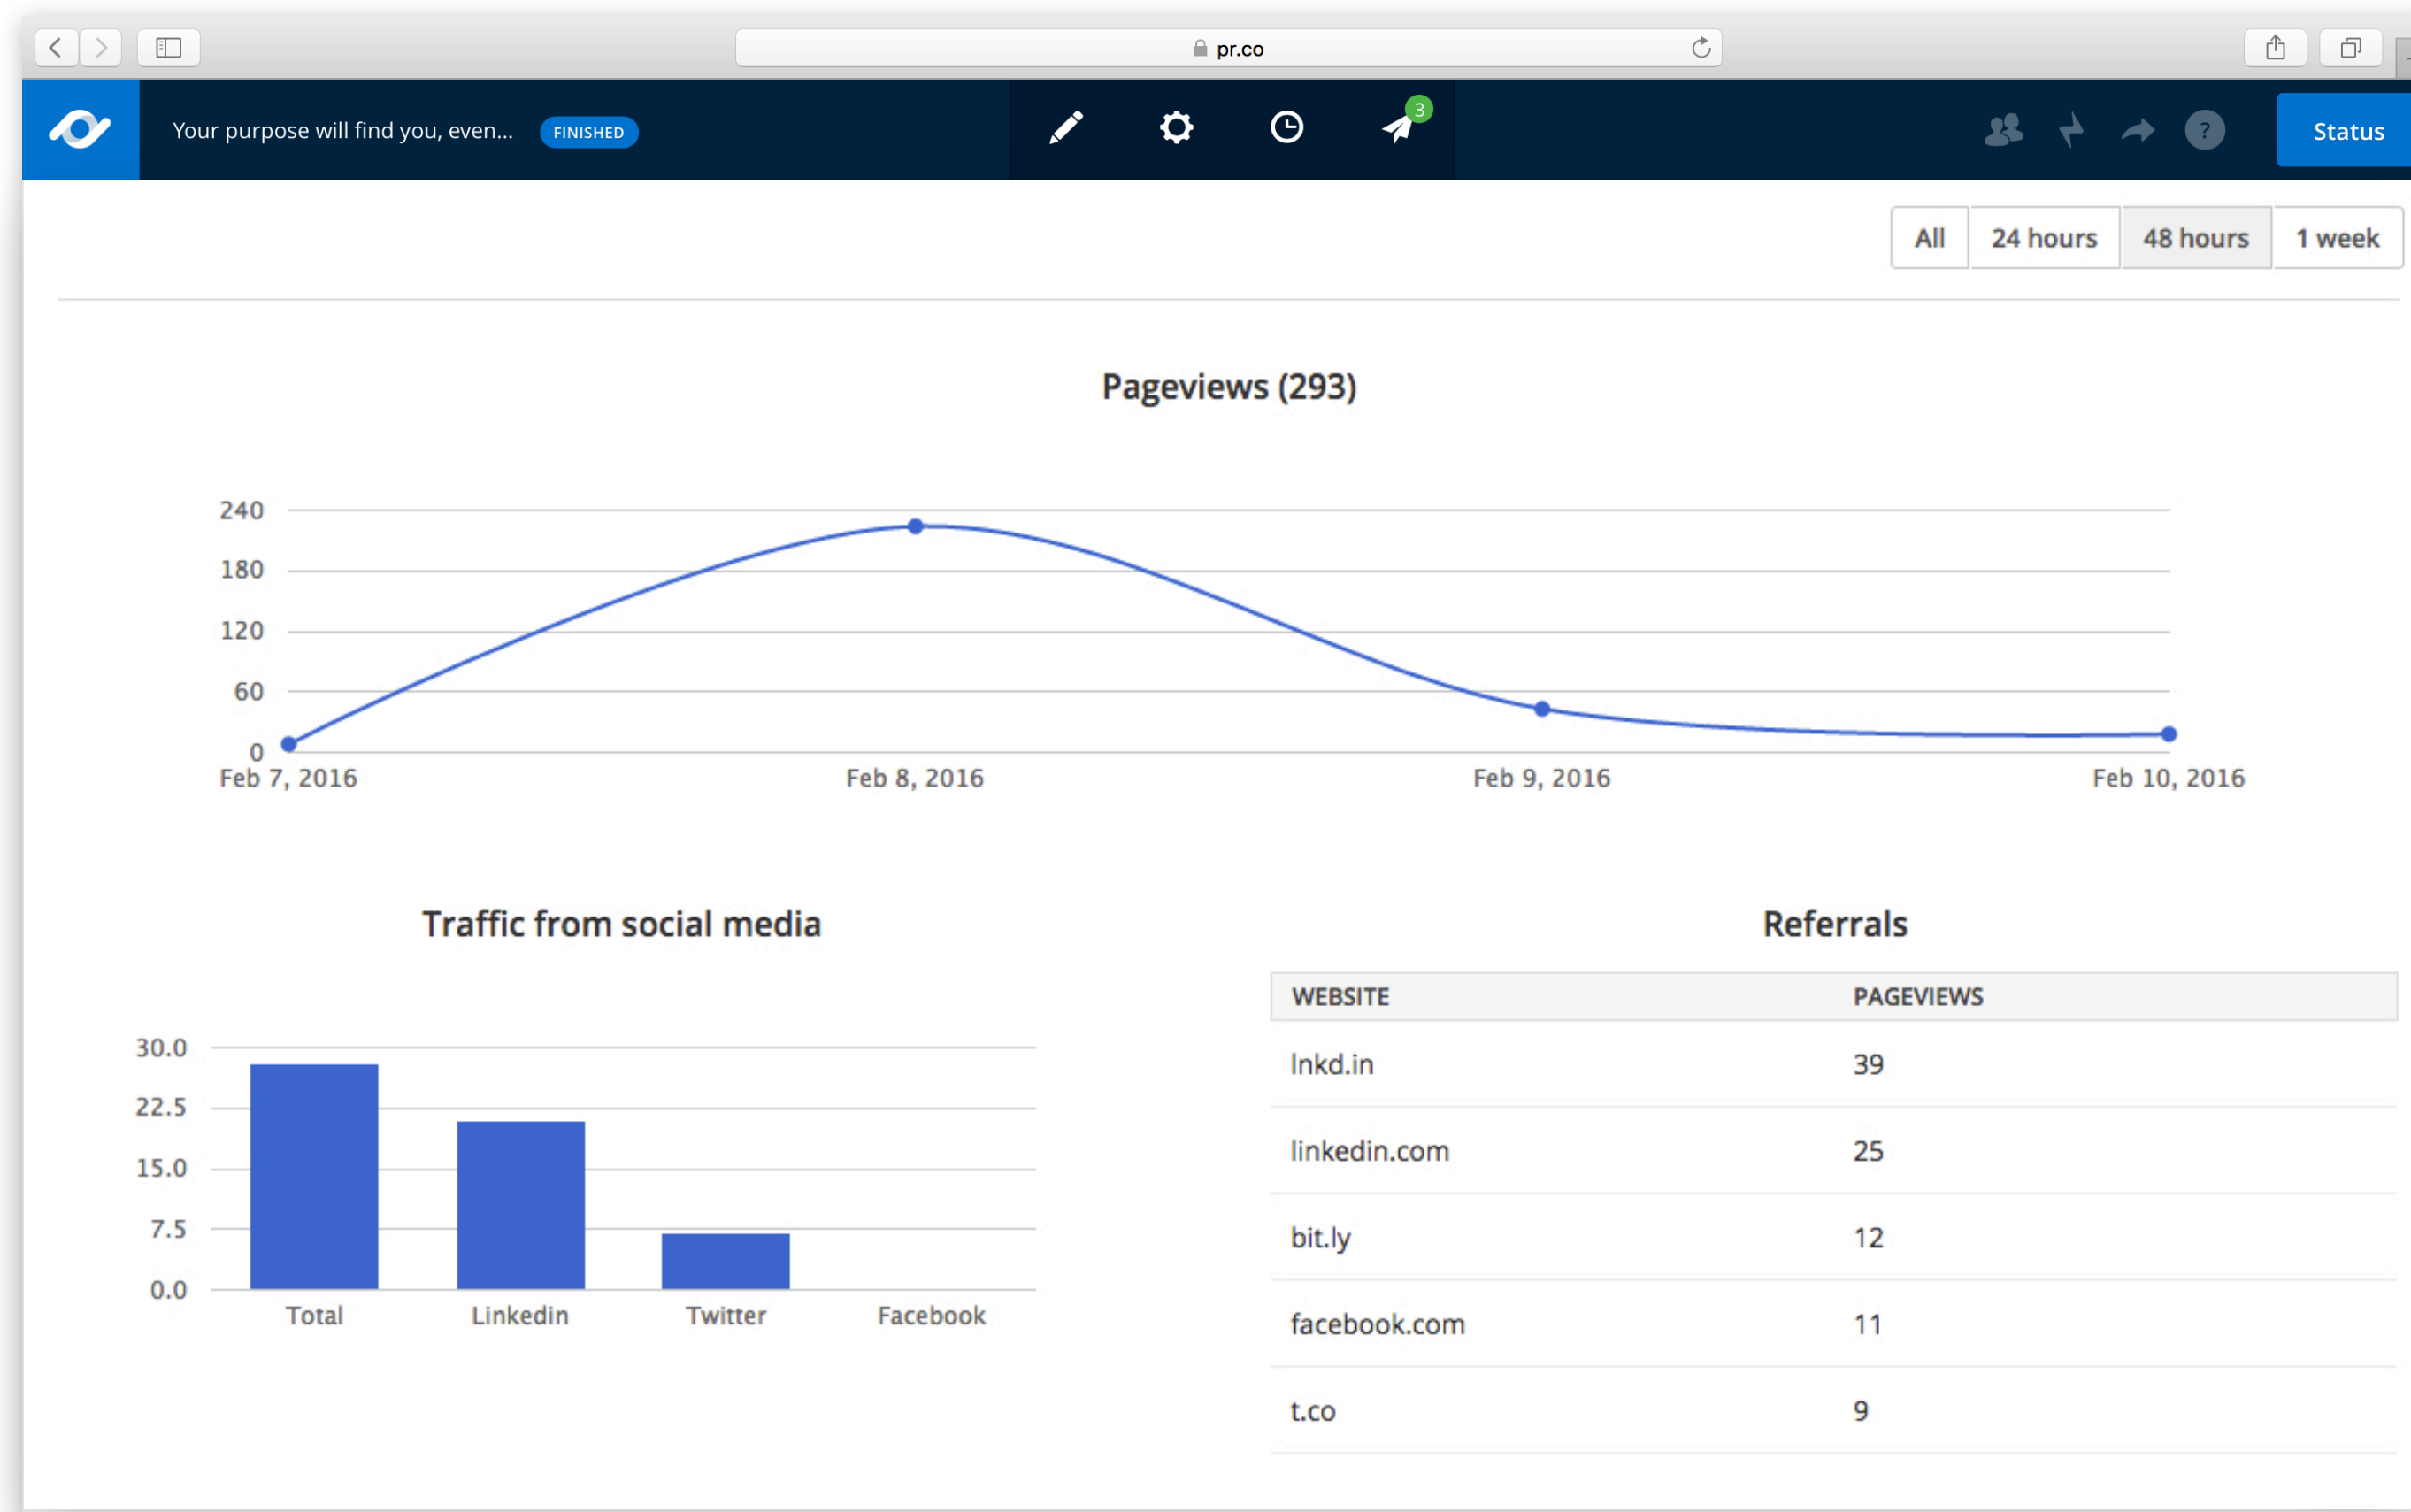 pr.co
Your purpose will find you, even... FINISHED 3 ? Status
All 24 hours 48 hours 1 week
Pageviews (293)
240
180
120
60
0
Feb 7, 2016 Feb 8, 2016 Feb 9, 2016 Feb 10, 2016
Traffic from social media
30.0
22.5
15.0
7.5
0.0
Total Linkedin Twitter Facebook
Referrals
WEBSITE PAGEVIEWS
lnkd.in 39
linkedin.com 25
bit.ly 12
facebook.com 11
t.co 9